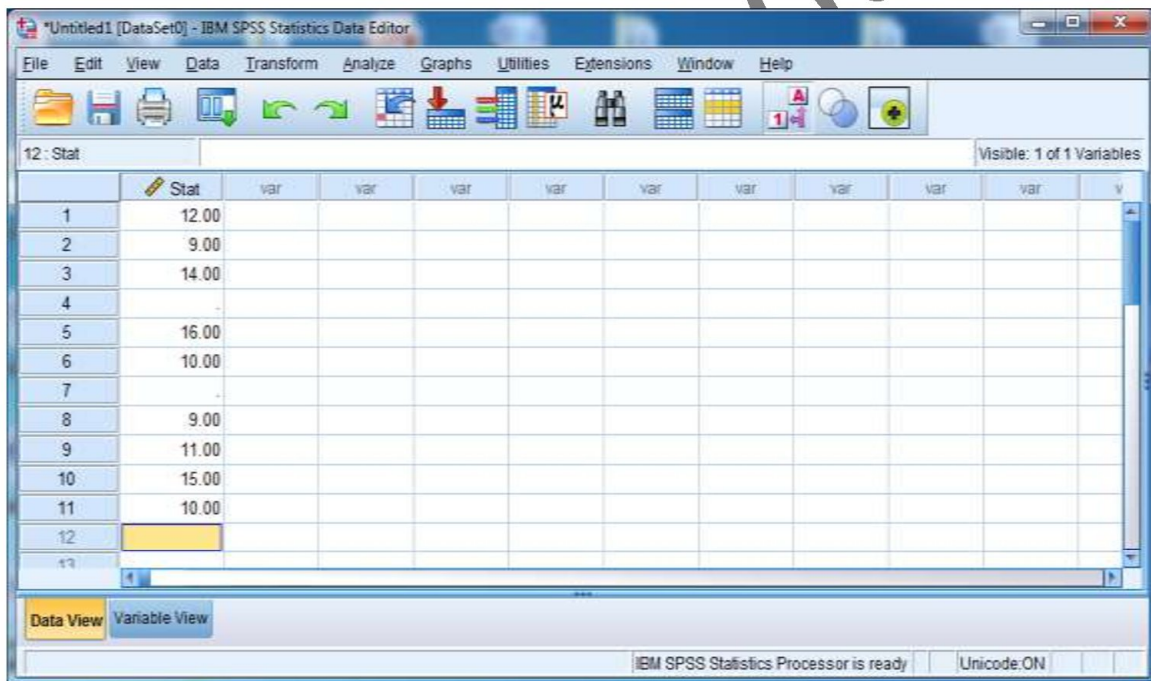 *Untitled1 [DataSet0] - IBM SPSS Statistics Data Editor
File Edit View Data Transform Analyze Graphs Utilities Extensions Window Help
12 : Stat Visible: 1 of 1 Variables
Stat var var var var var var var var var v
1 12.00
2 9.00
3 14.00
4 .
5 16.00
6 10.00
7 .
8 9.00
9 11.00
10 15.00
11 10.00
12
13
Data View Variable View
IBM SPSS Statistics Processor is ready Unicode:ON